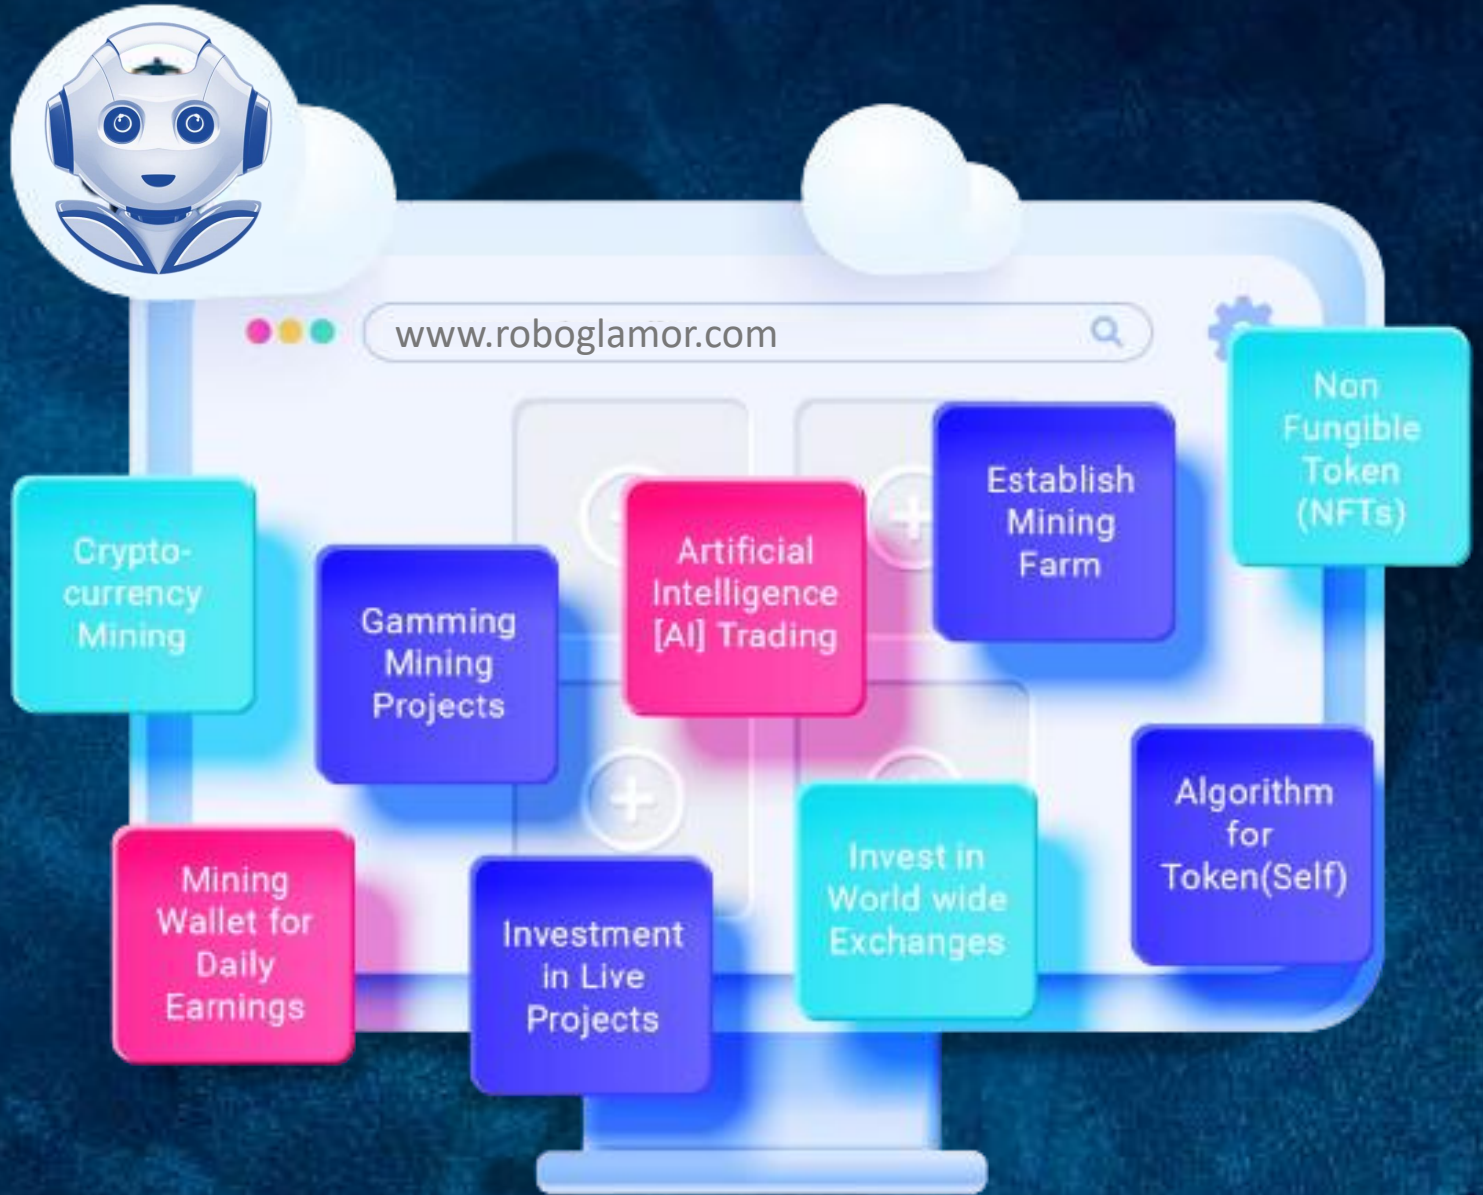 www.roboglamor.com
Non
Fungible
Token
(NFTs)
Establish
Mining
Farm
Crypto-
currency
Mining
Artificial
Intelligence
[AI] Trading
Gamming
Mining
Projects
Algorithm
for
Token(Self)
Mining
Wallet for
Daily
Earnings
Investment
in Live
Projects
Invest in
World wide
Exchanges